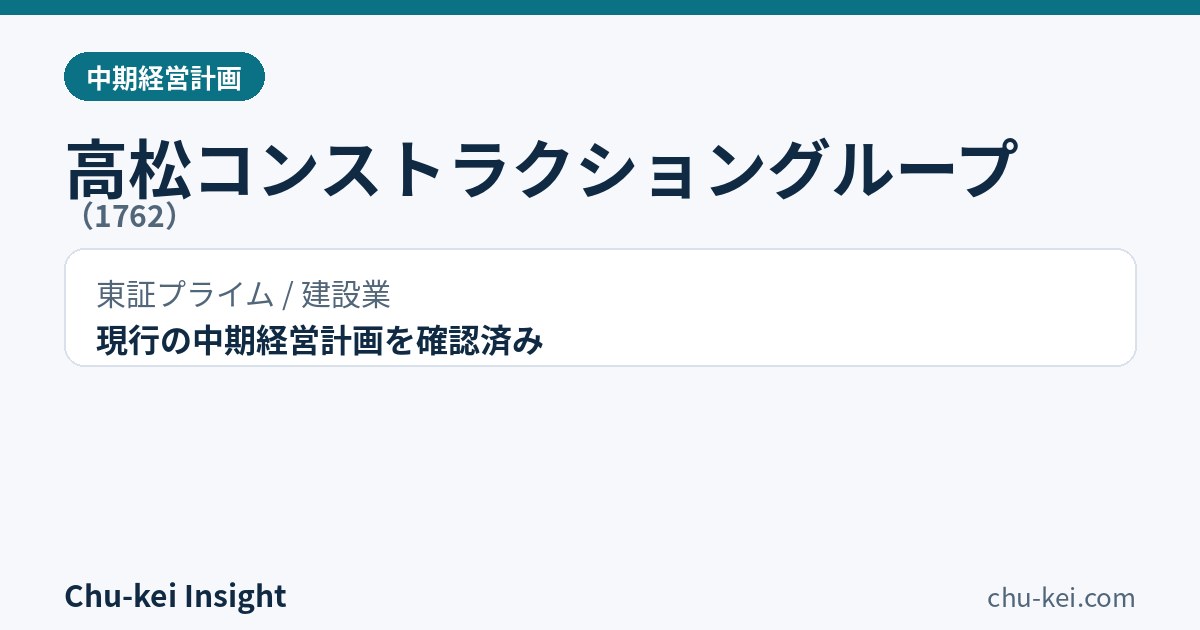 中期経営計画
高松コンストラクショングループ
（1762）
東証プライム / 建設業
現行の中期経営計画を確認済み
Chu-kei Insight
chu-kei.com